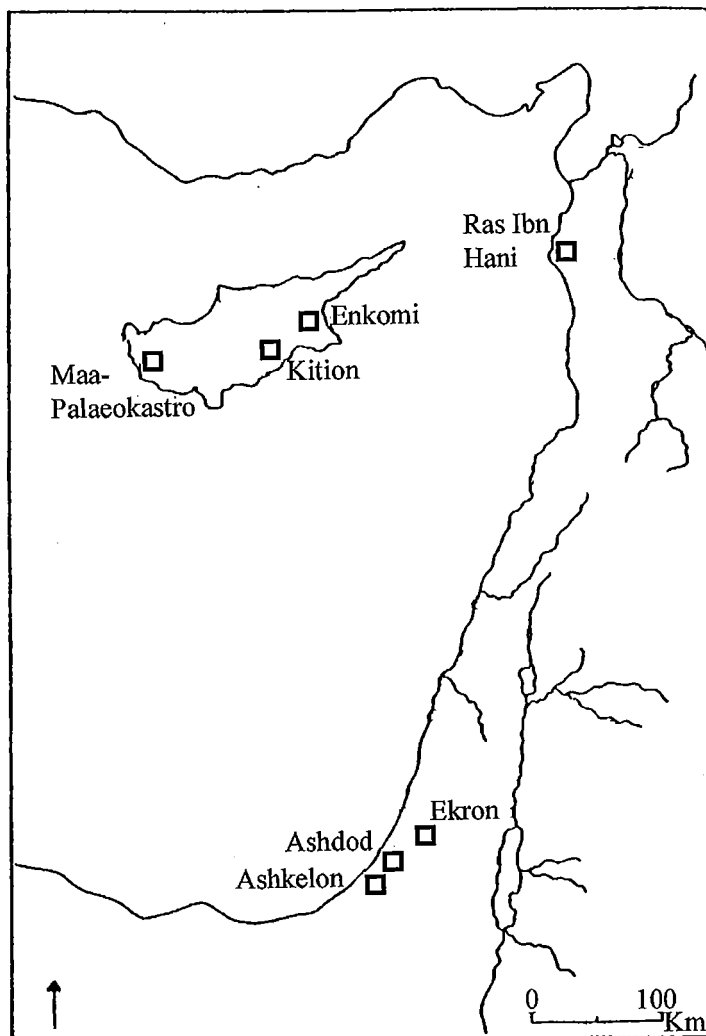 Ras Ibn
Hani
Enkomi
Kition
Maa-
Palaeokastro
Ekron
Ashdod
Ashkelon
0 100
Km